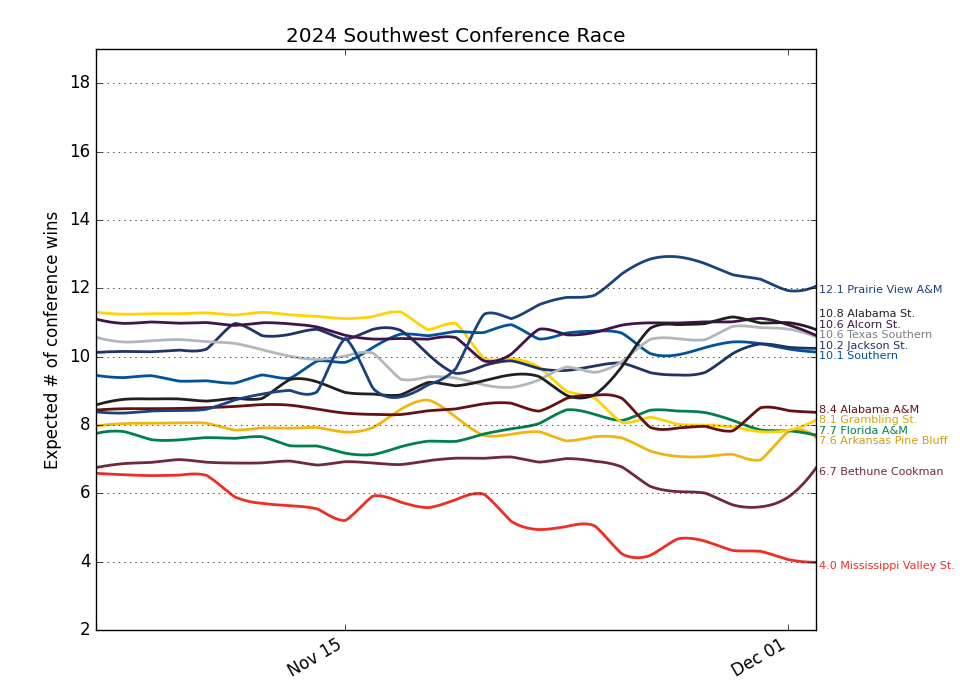 2024 Southwest Conference Race
Expected # of conference wins
18
16
14
12
10
8
6
4
2
Nov 15
Dec 01
12.1 Prairie View A&M
10.8 Alabama St.
10.6 Alcorn St.
10.6 Texas Southern
10.2 Jackson St.
10.1 Southern
8.4 Alabama A&M
8.1 Grambling St.
7.7 Florida A&M
7.6 Arkansas Pine Bluff
6.7 Bethune Cookman
4.0 Mississippi Valley St.